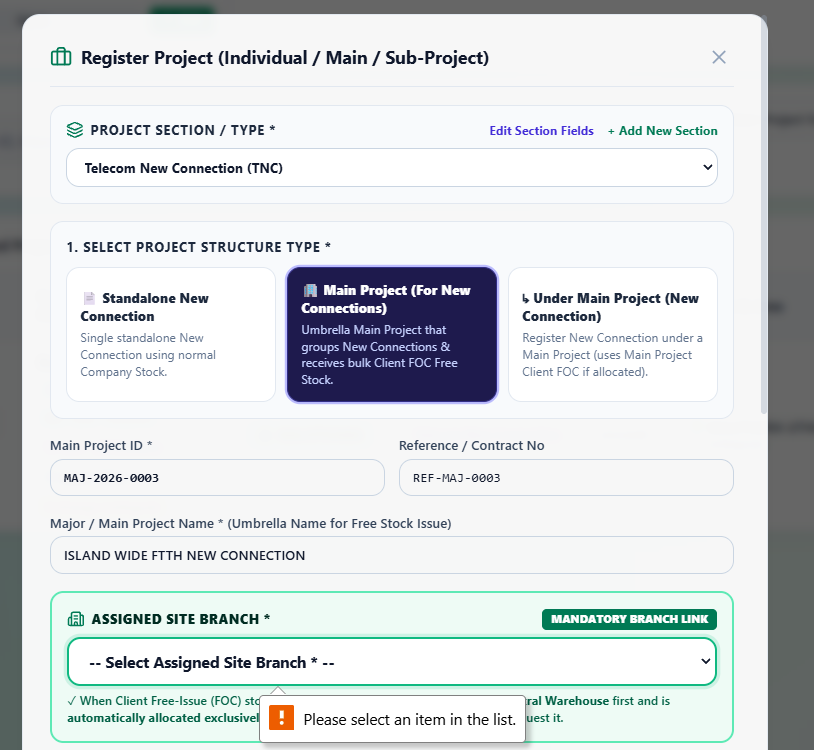 Register Project (Individual / Main / Sub-Project)
PROJECT SECTION / TYPE *
Edit Section Fields
+ Add New Section
Telecom New Connection (TNC)
1. SELECT PROJECT STRUCTURE TYPE *
Standalone New
Connection
Single standalone New
Connection using normal
Company Stock.
Main Project (For New
Connections)
Umbrella Main Project that
groups New Connections &
receives bulk Client FOC Free
Stock.
↳ Under Main Project (New
Connection)
Register New Connection under a
Main Project (uses Main Project
Client FOC if allocated).
Main Project ID *
Reference / Contract No
MAJ-2026-0003
REF-MAJ-0003
Major / Main Project Name * (Umbrella Name for Free Stock Issue)
ISLAND WIDE FTTH NEW CONNECTION
ASSIGNED SITE BRANCH *
MANDATORY BRANCH LINK
-- Select Assigned Site Branch * --
✓ When Client Free-Issue (FOC) Warehouse first and is
automatically allocated it.
Please select an item in the list.